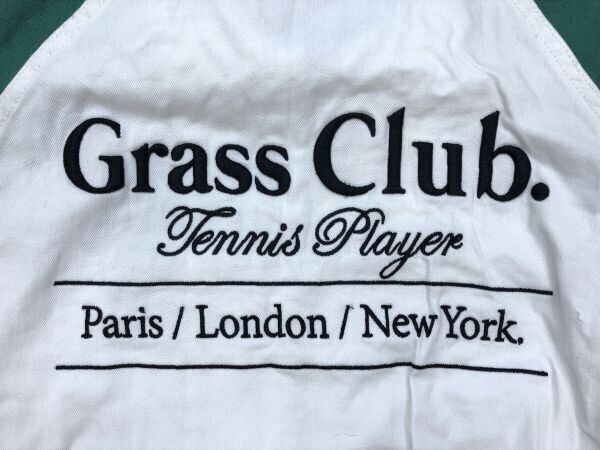 Grass Club.
Tennis Player
Paris / London / New York.